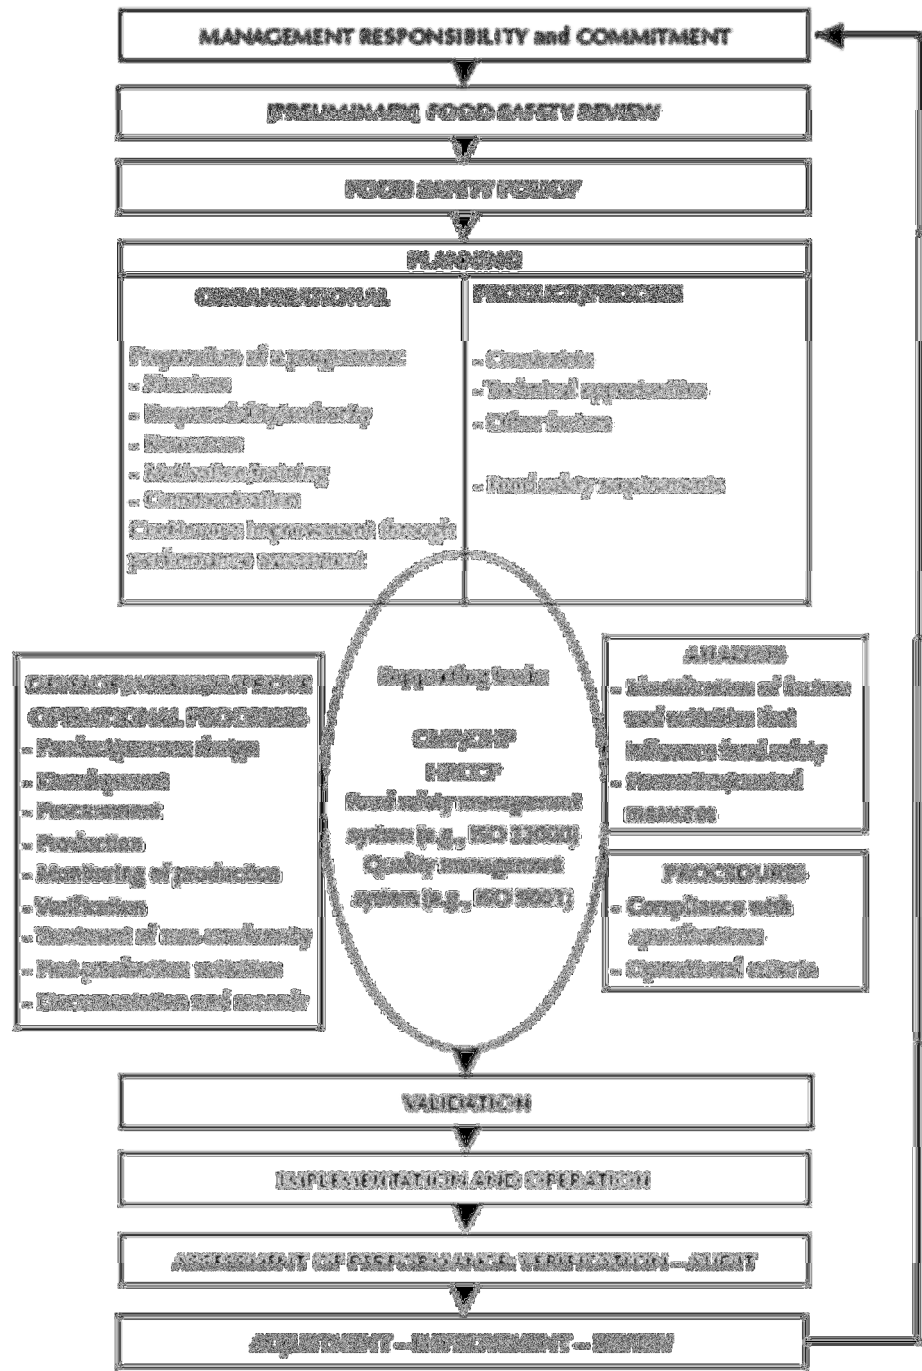 MANAGEMENT RESPONSIBILITY and COMMITMENT
[PRELIMINARY] FOOD SAFETY REVIEW
FOOD SAFETY POLICY
PLANNING
ORGANISATIONAL
Preparation of a programme:
- Structure
- Responsibility/authority
- Resources
- Motivation/training
- Communication
Continuous improvement through
performance assessment
PRODUCT/PROCESS
- Constraints
- Technical opportunities
- Other factors
- Food safety requirements
OPERATIONAL PROCESSES
- Product/process design
- Development
- Procurement
- Production
- Monitoring of production
- Verification
- Treatment of non-conformity
- Post-production activities
- Documentation and records
Supporting tools:
GMP/GHP
HACCP
Food safety management
system (e.g., ISO 22000)
Quality management
system (e.g., ISO 9001)
- Identification of factors
and activities that
influence food safety
measures
PROCEDURES
- Compliance with
specifications
- Operational criteria
VALIDATION
IMPLEMENTATION AND OPERATION
ASSESSMENT OF PERFORMANCE: VERIFICATION – AUDIT
ADJUSTMENT – IMPROVEMENT – REVIEW